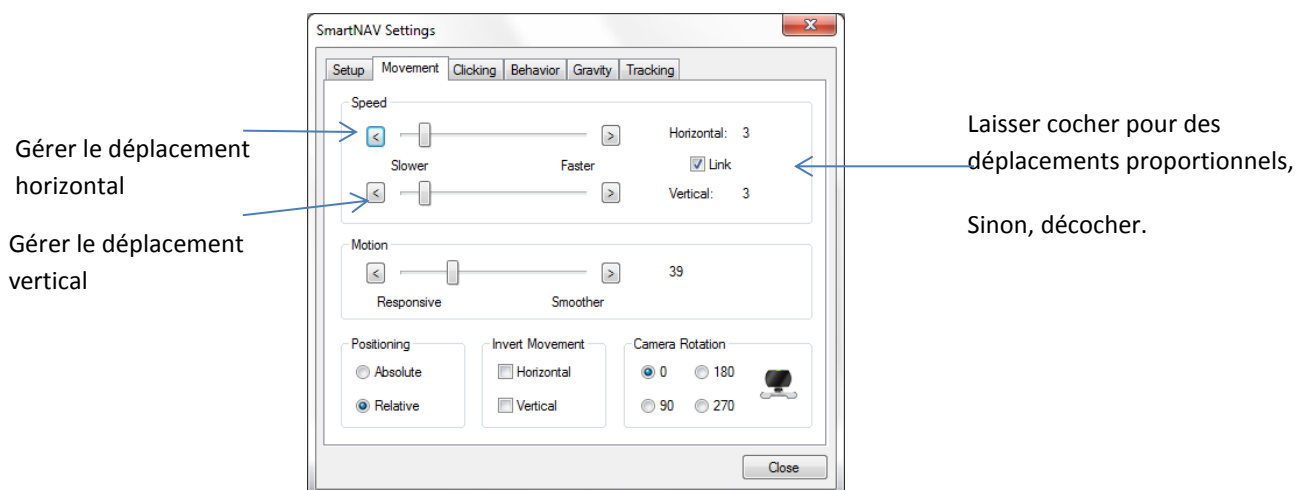 SmartNAV Settings
Setup Movement Clicking Behavior Gravity Tracking
Speed
< > Horizontal: 3
Slower Faster Link
< > Vertical: 3
Motion
< > 39
Responsive Smoother
Positioning
Absolute
Relative
Invert Movement
Horizontal
Vertical
Camera Rotation
0 180
90 270
Close
Gérer le déplacement
horizontal
Gérer le déplacement
vertical
Laisser cocher pour des
déplacements proportionnels,
Sinon, décocher.